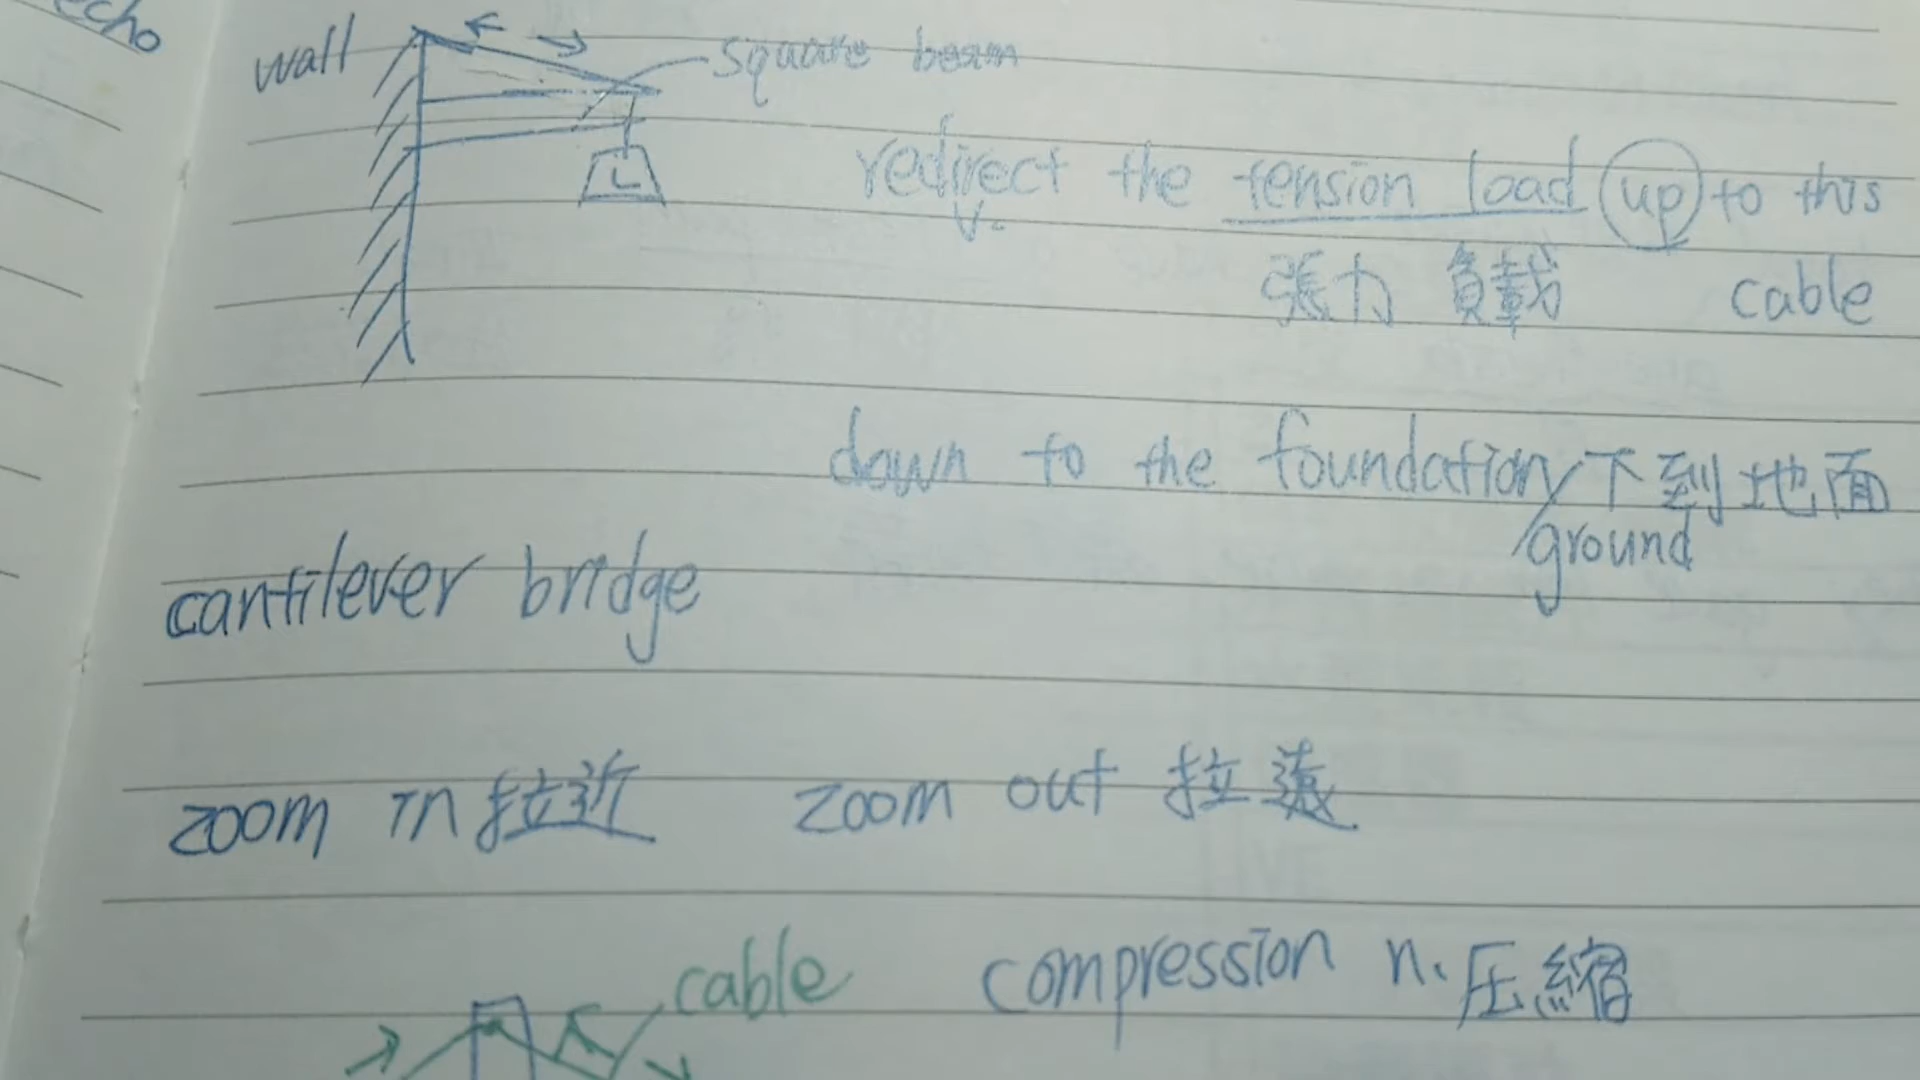 echo
wall
square beam
L
redirect the tension load up to this
v.
張力 負載 cable
down to the foundation/下到地面
/ground
cantilever bridge
zoom in 拉近 zoom out 拉遠
cable compression n. 压縮